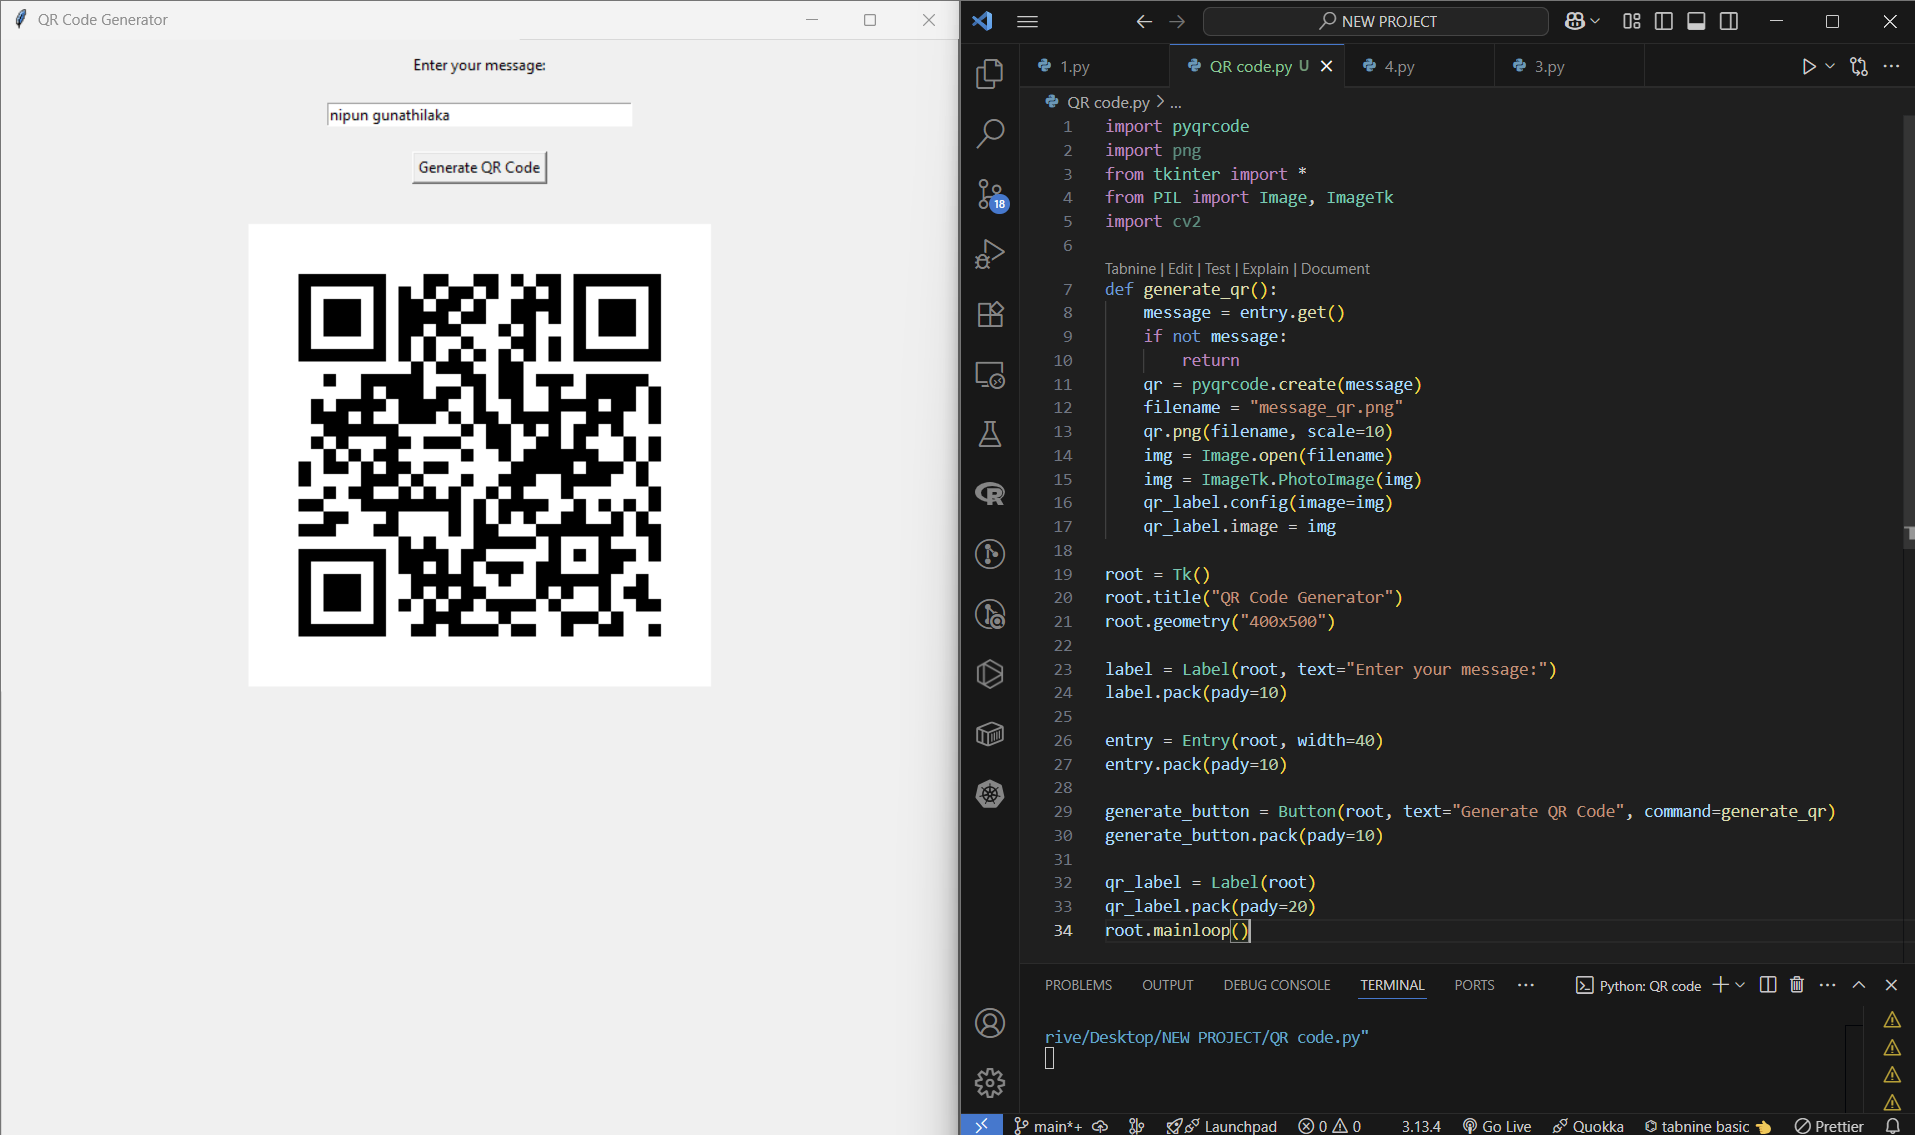 QR Code Generator
Enter your message:
nipun gunathilaka
Generate QR Code
NEW PROJECT
1.py
QR code.py U
4.py
3.py
QR code.py > ...
1 import pyqrcode
2 import png
3 from tkinter import *
4 from PIL import Image, ImageTk
5 import cv2
6
Tabnine | Edit | Test | Explain | Document
7 def generate_qr():
8     message = entry.get()
9     if not message:
10         return
11     qr = pyqrcode.create(message)
12     filename = "message_qr.png"
13     qr.png(filename, scale=10)
14     img = Image.open(filename)
15     img = ImageTk.PhotoImage(img)
16     qr_label.config(image=img)
17     qr_label.image = img
18
19 root = Tk()
20 root.title("QR Code Generator")
21 root.geometry("400x500")
22
23 label = Label(root, text="Enter your message:")
24 label.pack(pady=10)
25
26 entry = Entry(root, width=40)
27 entry.pack(pady=10)
28
29 generate_button = Button(root, text="Generate QR Code", command=generate_qr)
30 generate_button.pack(pady=10)
31
32 qr_label = Label(root)
33 qr_label.pack(pady=20)
34 root.mainloop()
18
PROBLEMS OUTPUT DEBUG CONSOLE TERMINAL PORTS ... Python: QR code
rive/Desktop/NEW PROJECT/QR code.py"
main*+ Launchpad 0 0 3.13.4 Go Live Quokka tabnine basic Prettier